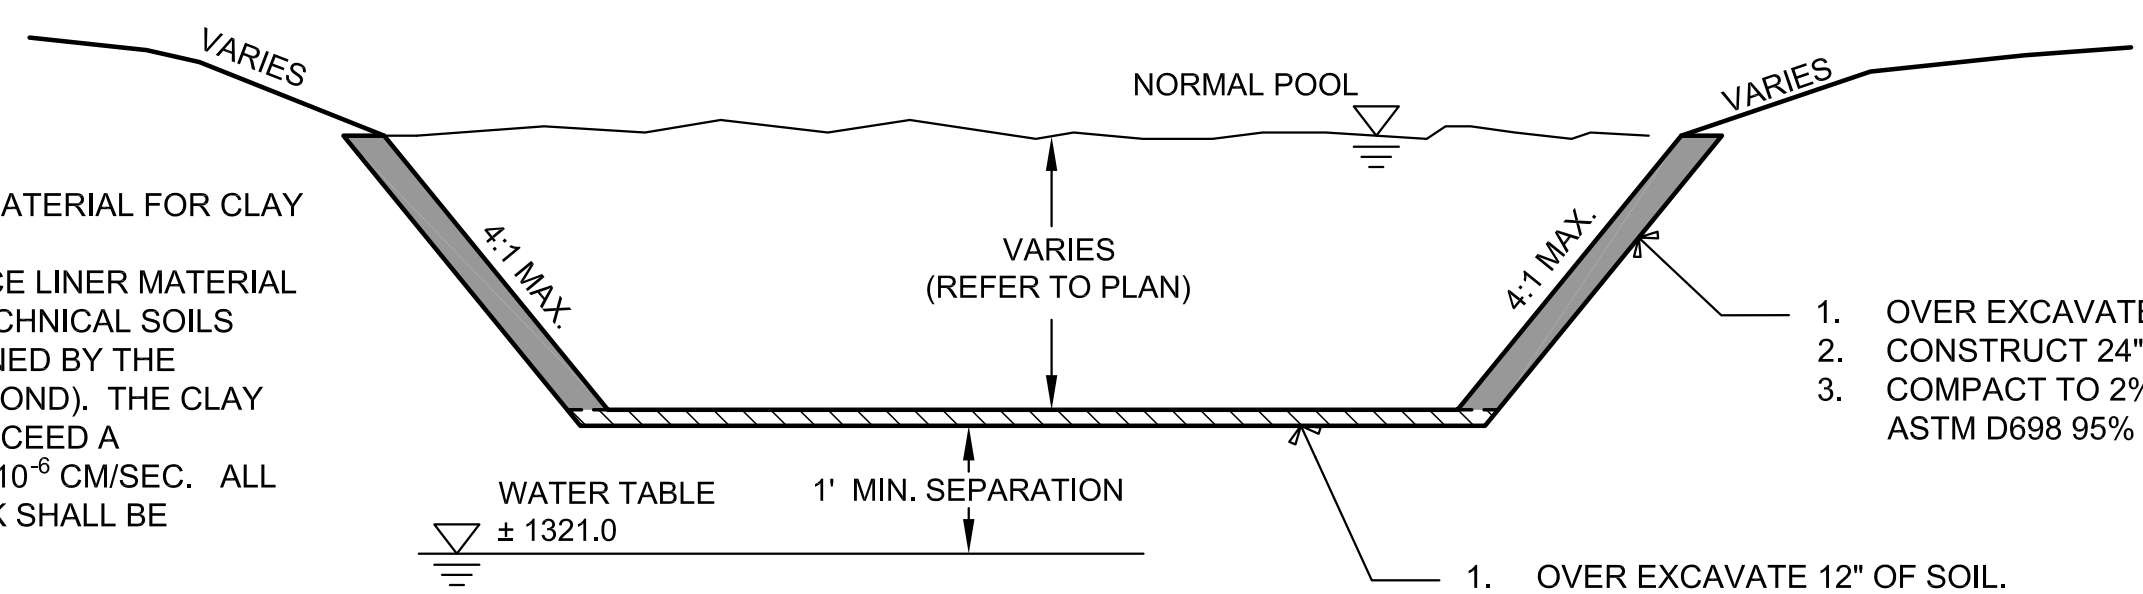 VARIES
NORMAL POOL
VARIES
ATERIAL FOR CLAY
CE LINER MATERIAL
CHNICAL SOILS
NED BY THE
OND). THE CLAY
CEED A
10⁻⁶ CM/SEC. ALL
K SHALL BE
4:1 MAX.
VARIES
(REFER TO PLAN)
4:1 MAX.
1. OVER EXCAVATE
2. CONSTRUCT 24"
3. COMPACT TO 2%
ASTM D698 95%
WATER TABLE
± 1321.0
1' MIN. SEPARATION
1. OVER EXCAVATE 12" OF SOIL.